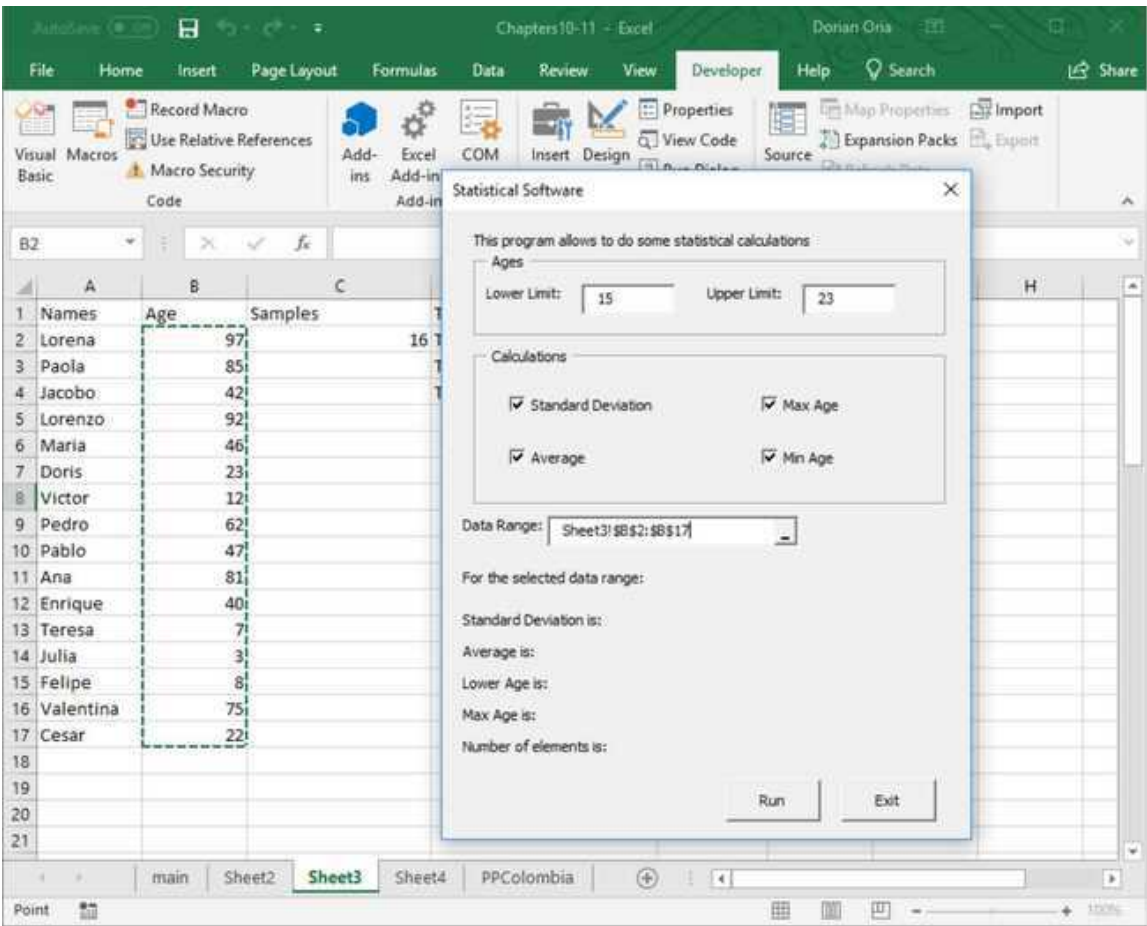 AutoSave Off Chapters10-11 - Excel Dorian Oria
File Home Insert Page Layout Formulas Data Review View Developer Help Search Share
Visual Basic
Macros
Record Macro
Use Relative References
Macro Security
Code
Add-ins
Excel Add-in
Add-in
COM
Insert
Design
Properties
View Code
Run Dialog
Source
Map Properties
Expansion Packs
Import
Export
B2 fx
A B C H
1 Names Age Samples T
2 Lorena 97 16 T
3 Paola 85 T
4 Jacobo 42 T
5 Lorenzo 92
6 Maria 46
7 Doris 23
8 Victor 12
9 Pedro 62
10 Pablo 47
11 Ana 81
12 Enrique 40
13 Teresa 7
14 Julia 3
15 Felipe 8
16 Valentina 75
17 Cesar 22
18
19
20
21
Statistical Software
This program allows to do some statistical calculations
Ages
Lower Limit: 15 Upper Limit: 23
Calculations
Standard Deviation Max Age
Average Min Age
Data Range: Sheet3!$B$2:$B$17
For the selected data range:
Standard Deviation is:
Average is:
Lower Age is:
Max Age is:
Number of elements is:
Run Exit
main Sheet2 Sheet3 Sheet4 PPColombia
Point 100%